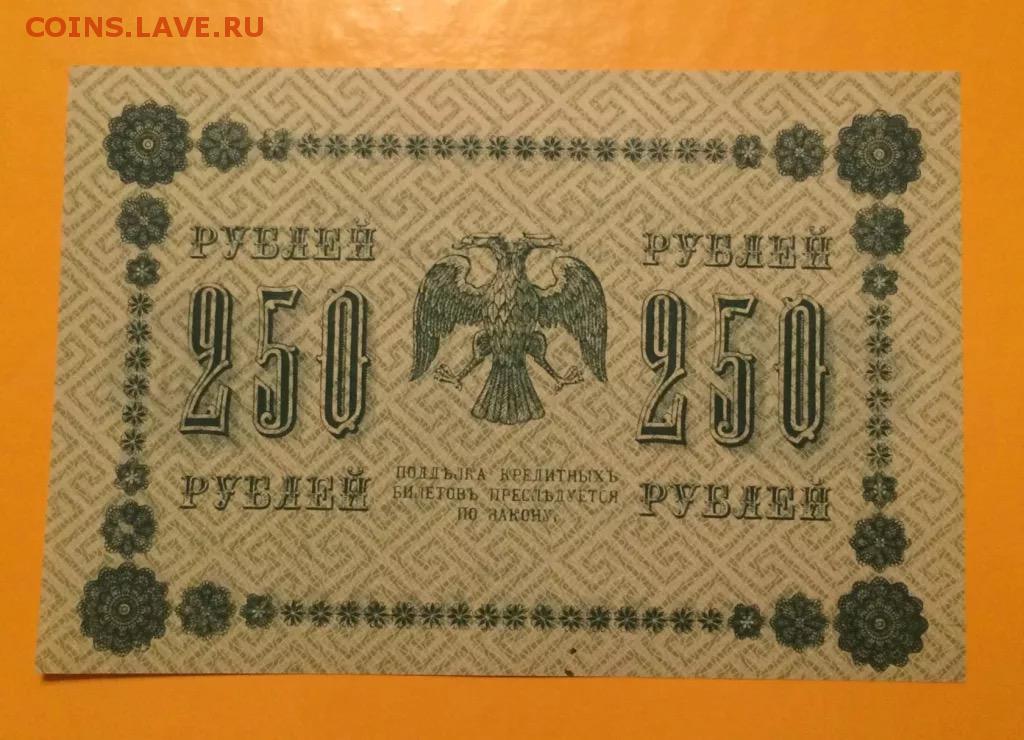 COINS.LAVE.RU
РУБЛЕЙ
РУБЛЕЙ
250
250
РУБЛЕЙ
РУБЛЕЙ
ПОДДѢЛКА КРЕДИТНЫХЪ
БИЛЕТОВЪ ПРЕСЛѢДУЕТСЯ
ПО ЗАКОНУ.